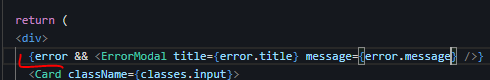 return (
<div>
{error && <ErrorModal title={error.title} message={error.message} />}
<Card className={classes.input}>